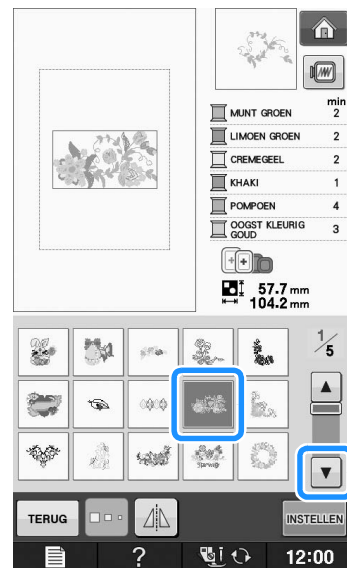 min
MUNT GROEN 2
LIMOEN GROEN 2
CREMEGEEL 2
KHAKI 1
POMPOEN 4
OOGST KLEURIG GOUD 3
57.7 mm
104.2 mm
1/5
TERUG
INSTELLEN
?
12:00